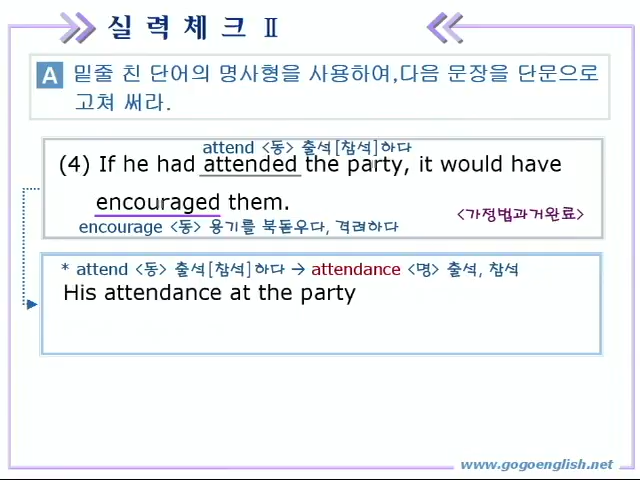 실 력 체 크 Ⅱ
A 밑줄 친 단어의 명사형을 사용하여,다음 문장을 단문으로
고쳐 써라.
attend <동> 출석[참석]하다
(4) If he had attended the party, it would have
encouraged them.
encourage <동> 용기를 북돋우다, 격려하다
<가정법과거완료>
* attend <동> 출석[참석]하다 → attendance <명> 출석, 참석
His attendance at the party
www.gogoenglish.net